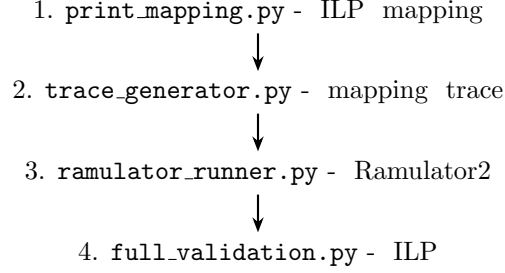 1. print_mapping.py - ILP mapping
2. trace_generator.py - mapping trace
3. ramulator_runner.py - Ramulator2
4. full_validation.py - ILP